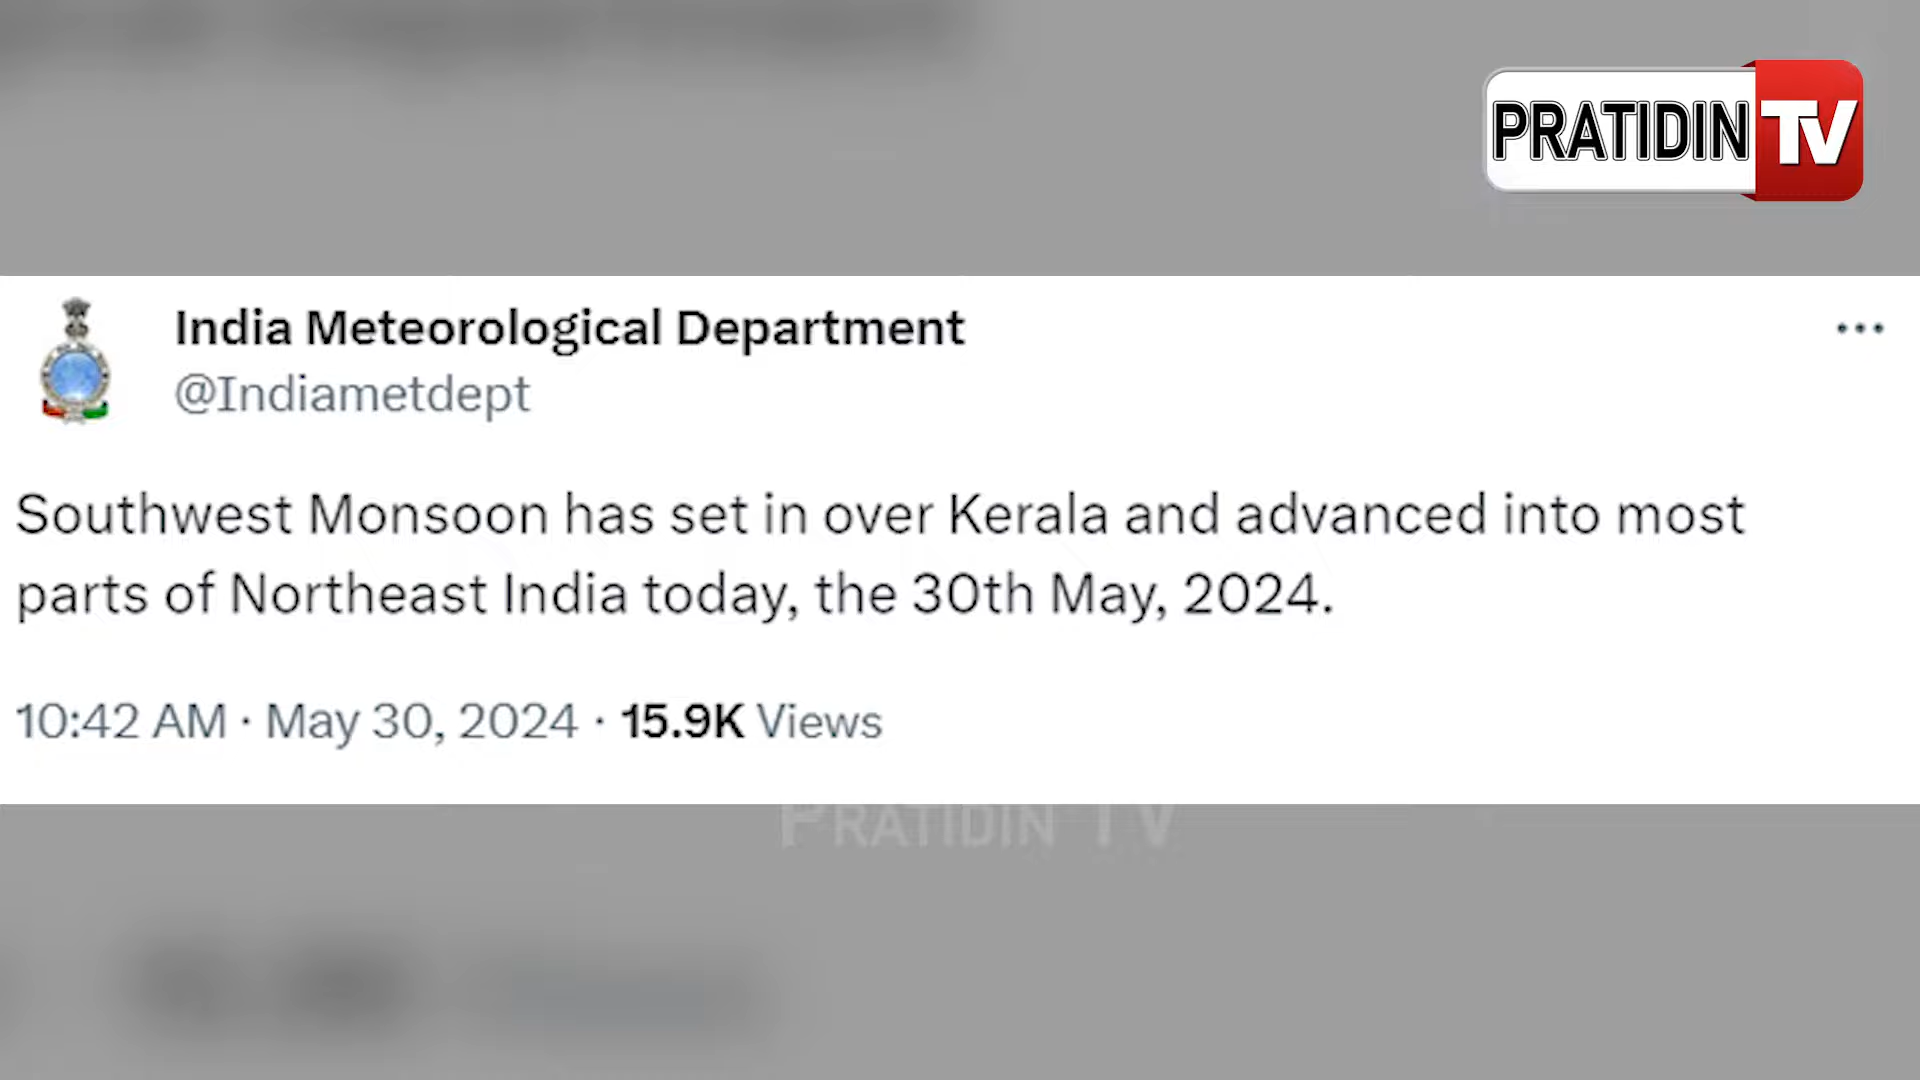 PRATIDIN TV
India Meteorological Department
@Indiametdept
Southwest Monsoon has set in over Kerala and advanced into most
parts of Northeast India today, the 30th May, 2024.
10:42 AM · May 30, 2024 · 15.9K Views
PRATIDIN TV